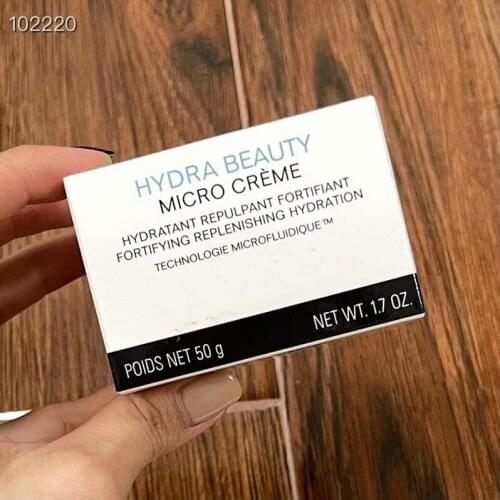 102220
HYDRA BEAUTY
MICRO CRÈME
HYDRATANT REPULPANT FORTIFIANT
FORTIFYING REPLENISHING HYDRATION
TECHNOLOGIE MICROFLUIDIQUE™
POIDS NET 50 g NET WT. 1.7 OZ.